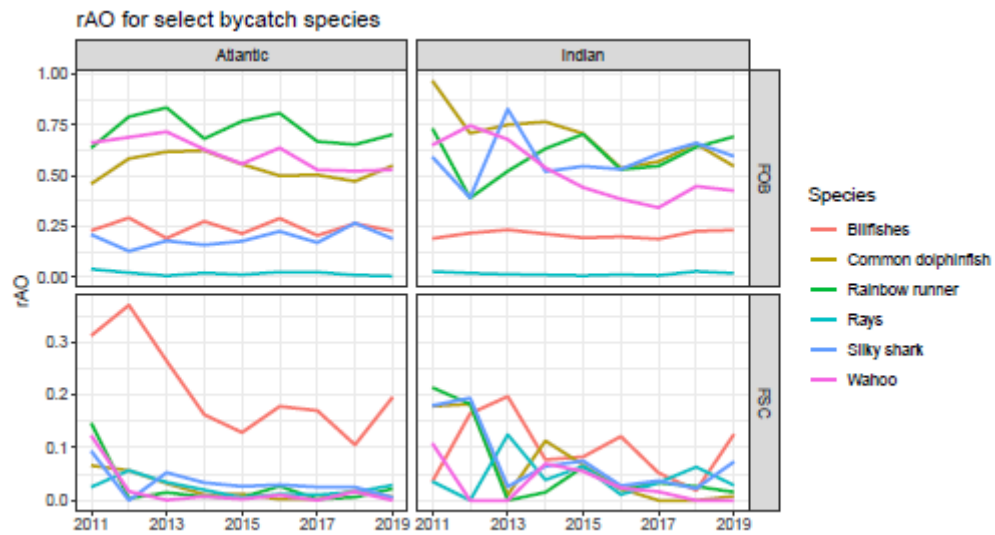 rAO for select bycatch species
Atlantic
Indian
1.00
0.75
0.50
0.25
0.00
FOB
rAO
0.3
0.2
0.1
0.0
FSC
2011 2013 2015 2017 2019
2011 2013 2015 2017 2019
Species
Billfishes
Common dolphinfish
Rainbow runner
Rays
Silky shark
Wahoo